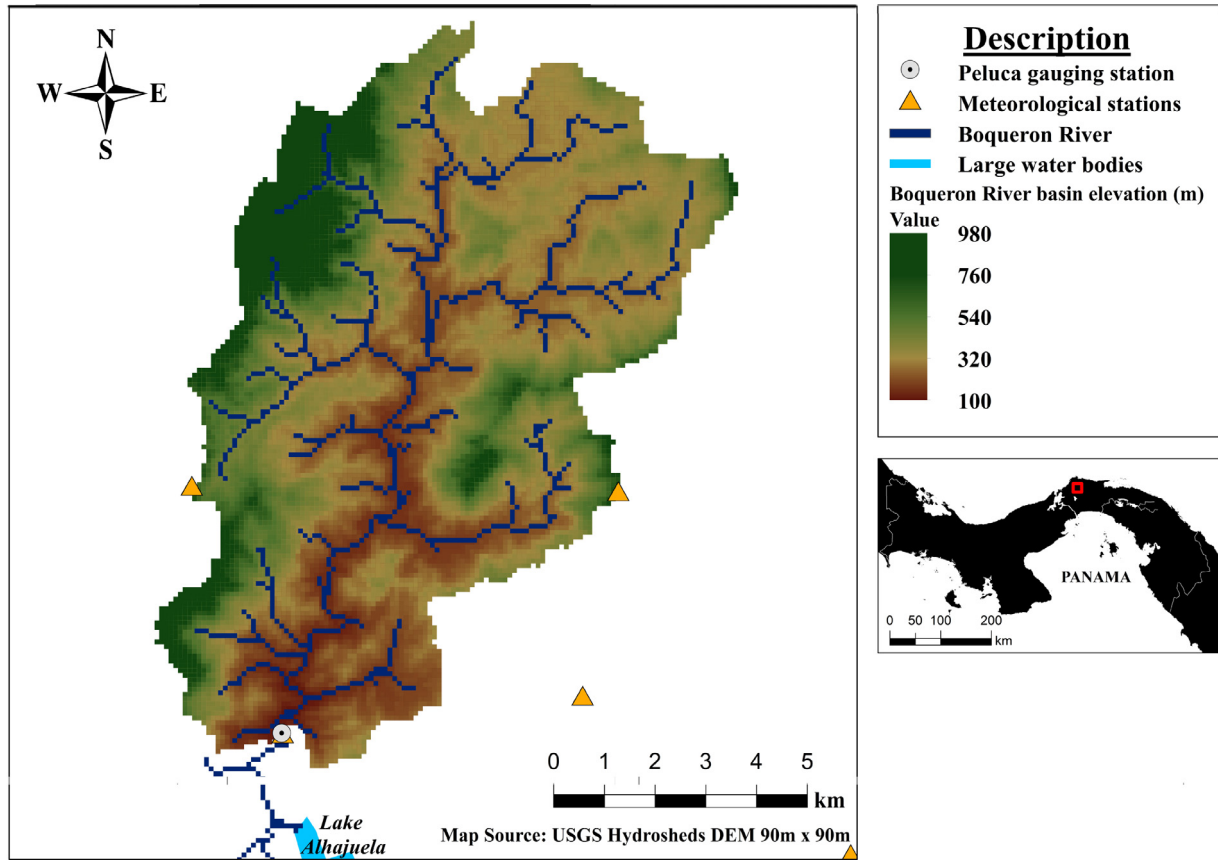 N
W E
S
Description
Peluca gauging station
Meteorological stations
Boqueron River
Large water bodies
Boqueron River basin elevation (m)
Value
980
760
540
320
100
PANAMA
0 50 100 200
km
0 1 2 3 4 5
km
Lake
Alhajuela
Map Source: USGS Hydrosheds DEM 90m x 90m